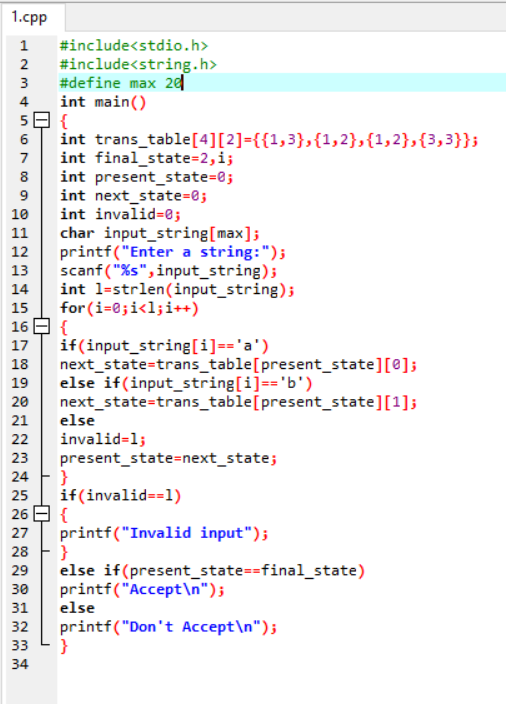 1.cpp
1 #include<stdio.h>
2 #include<string.h>
3 #define max 20
4 int main()
5 {
6 int trans_table[4][2]={{1,3},{1,2},{1,2},{3,3}};
7 int final_state=2,i;
8 int present_state=0;
9 int next_state=0;
10 int invalid=0;
11 char input_string[max];
12 printf("Enter a string:");
13 scanf("%s",input_string);
14 int l=strlen(input_string);
15 for(i=0;i<l;i++)
16 {
17 if(input_string[i]=='a')
18 next_state=trans_table[present_state][0];
19 else if(input_string[i]=='b')
20 next_state=trans_table[present_state][1];
21 else
22 invalid=l;
23 present_state=next_state;
24 }
25 if(invalid==l)
26 {
27 printf("Invalid input");
28 }
29 else if(present_state==final_state)
30 printf("Accept\n");
31 else
32 printf("Don't Accept\n");
33 }
34